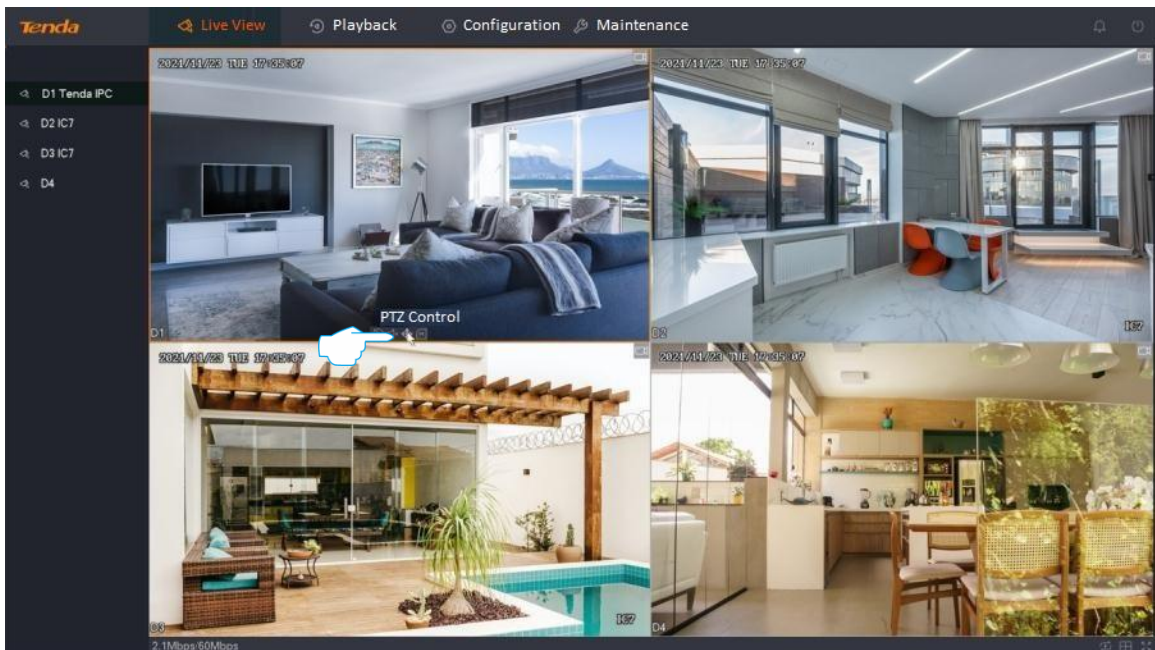 Tenda
Live View
Playback
Configuration
Maintenance
D1 Tenda IPC
D2 IC7
D3 IC7
D4
2021/11/23 TUE 17:35:07
2021/11/23 TUE 17:35:07
PTZ Control
D1
D2
IC7
2021/11/23 TUE 17:35:07
2021/11/23 TUE 17:35:07
D3
IC7
D4
2.1Mbps/60Mbps